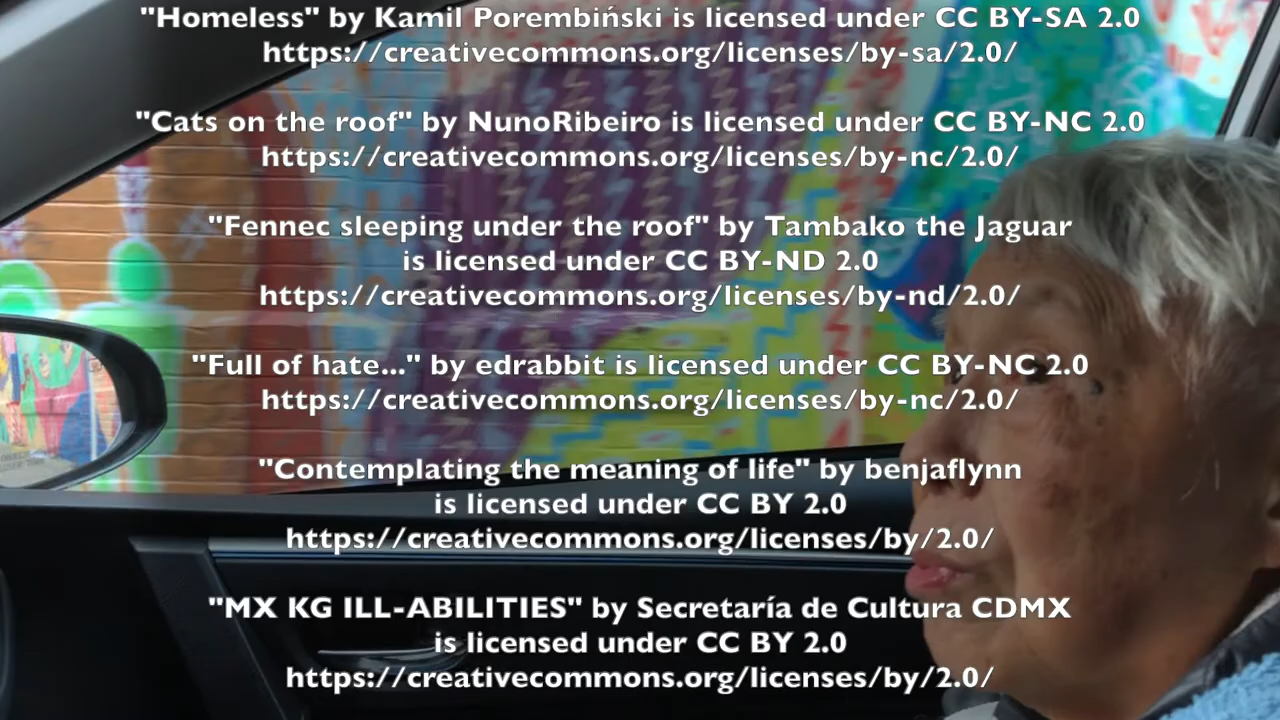 "Homeless" by Kamil Porembiński is licensed under CC BY-SA 2.0
https://creativecommons.org/licenses/by-sa/2.0/
"Cats on the roof" by NunoRibeiro is licensed under CC BY-NC 2.0
https://creativecommons.org/licenses/by-nc/2.0/
"Fennec sleeping under the roof" by Tambako the Jaguar
is licensed under CC BY-ND 2.0
https://creativecommons.org/licenses/by-nd/2.0/
"Full of hate..." by edrabbit is licensed under CC BY-NC 2.0
https://creativecommons.org/licenses/by-nc/2.0/
"Contemplating the meaning of life" by benjaflynn
is licensed under CC BY 2.0
https://creativecommons.org/licenses/by/2.0/
"MX KG ILL-ABILITIES" by Secretaría de Cultura CDMX
is licensed under CC BY 2.0
https://creativecommons.org/licenses/by/2.0/